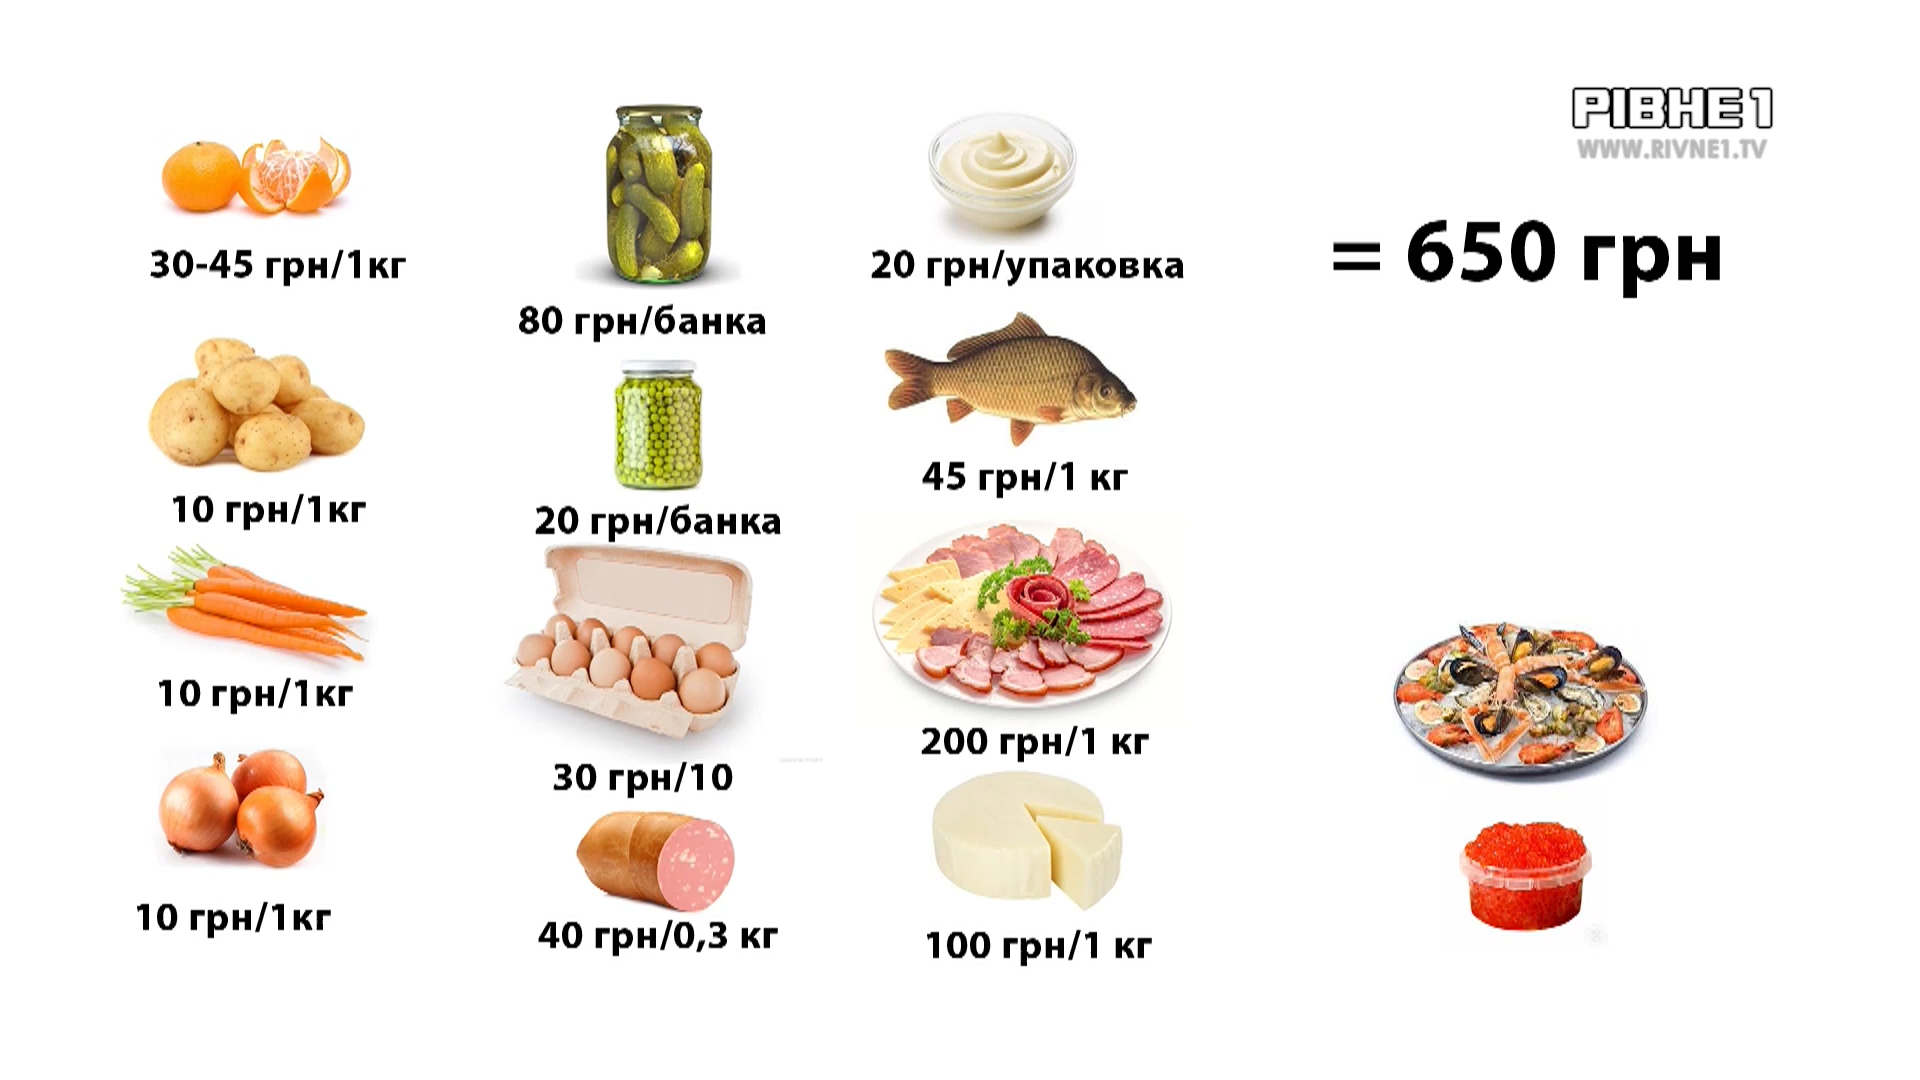 РІВНЕ 1
WWW.RIVNE1.TV
30-45 грн/1кг
80 грн/банка
20 грн/упаковка
= 650 грн
10 грн/1кг
20 грн/банка
45 грн/1 кг
10 грн/1кг
30 грн/10
200 грн/1 кг
10 грн/1кг
40 грн/0,3 кг
100 грн/1 кг